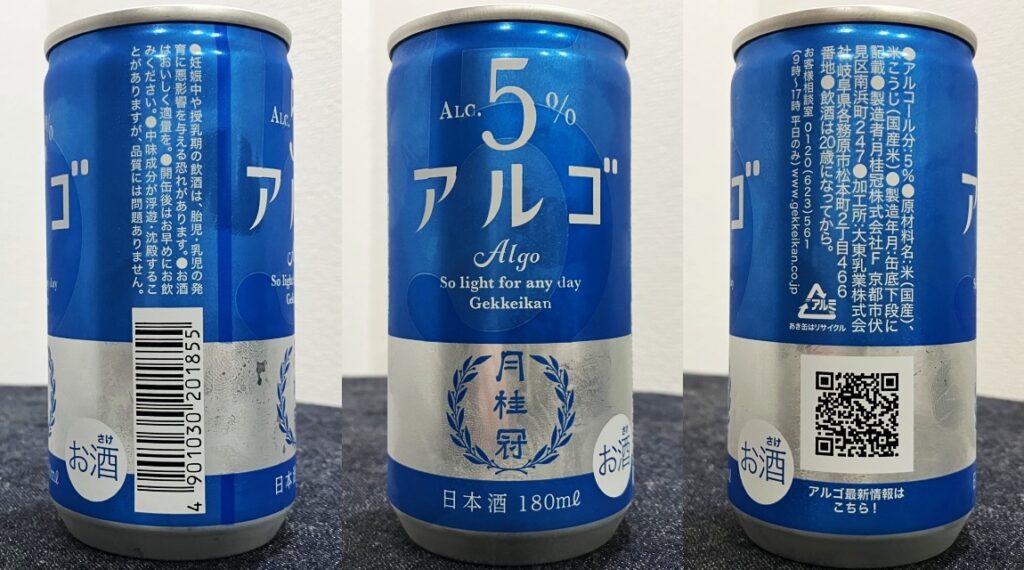 ●妊娠中や授乳期の飲酒は、胎児・乳児の発
育に悪影響を与える恐れがあります。●お酒
はおいしく適量を。●開缶後はお早めにお飲
みください。●中味成分が浮遊・沈殿するこ
とがありますが、品質には問題ありません。
4 901030 201855
さけ
お酒
ALC.5%
アルゴ
Algo
So light for any day
Gekkeikan
月桂冠
日本酒 180mℓ
お酒
●アルコール分:5%●原材料名:米(国産)、
米こうじ(国産米)●製造年月:缶底下段に
記載●製造者:月桂冠株式会社F 京都市伏
見区南浜町247●加工所:大東乳業株式会
社 岐阜県各務原市松本町2丁目466
番地●飲酒は20歳になってから。
お客様相談室 0120(623)561
(9時〜17時 平日のみ)www.gekkeikan.co.jp
アルミ
あき缶はリサイクル
さけ
お酒
アルゴ最新情報は
こちら!